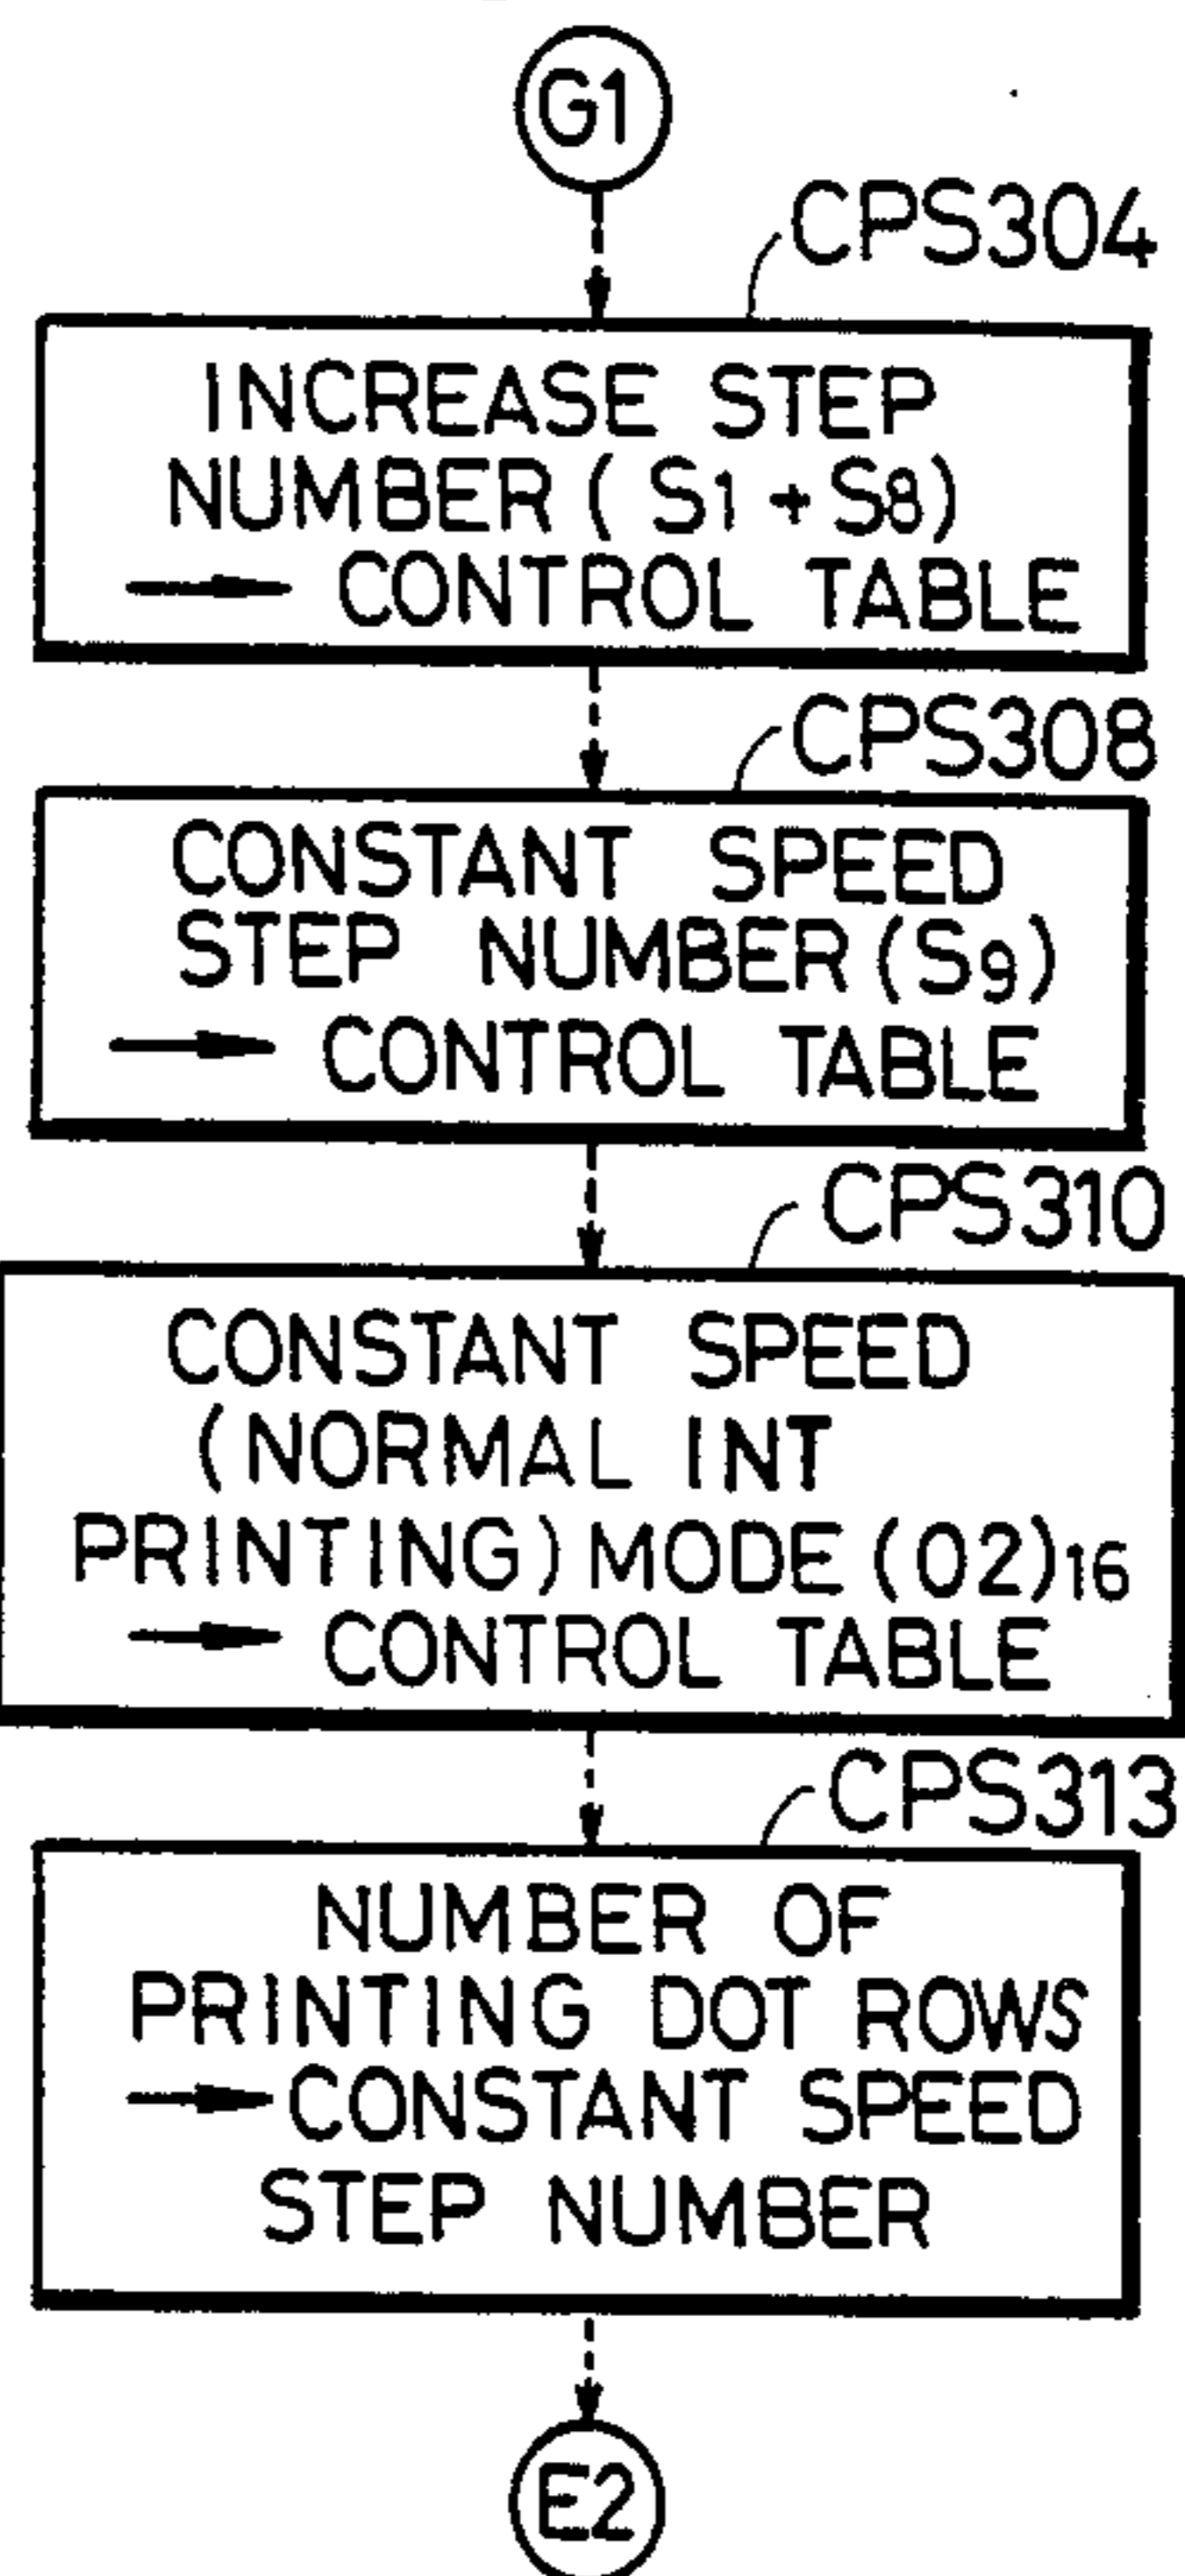 G1
CPS304
INCREASE STEP
NUMBER (S1 + S8)
→ CONTROL TABLE
CPS308
CONSTANT SPEED
STEP NUMBER (S9)
→ CONTROL TABLE
CPS310
CONSTANT SPEED
(NORMAL INT
PRINTING) MODE (02)16
→ CONTROL TABLE
CPS313
NUMBER OF
PRINTING DOT ROWS
→ CONSTANT SPEED
STEP NUMBER
E2